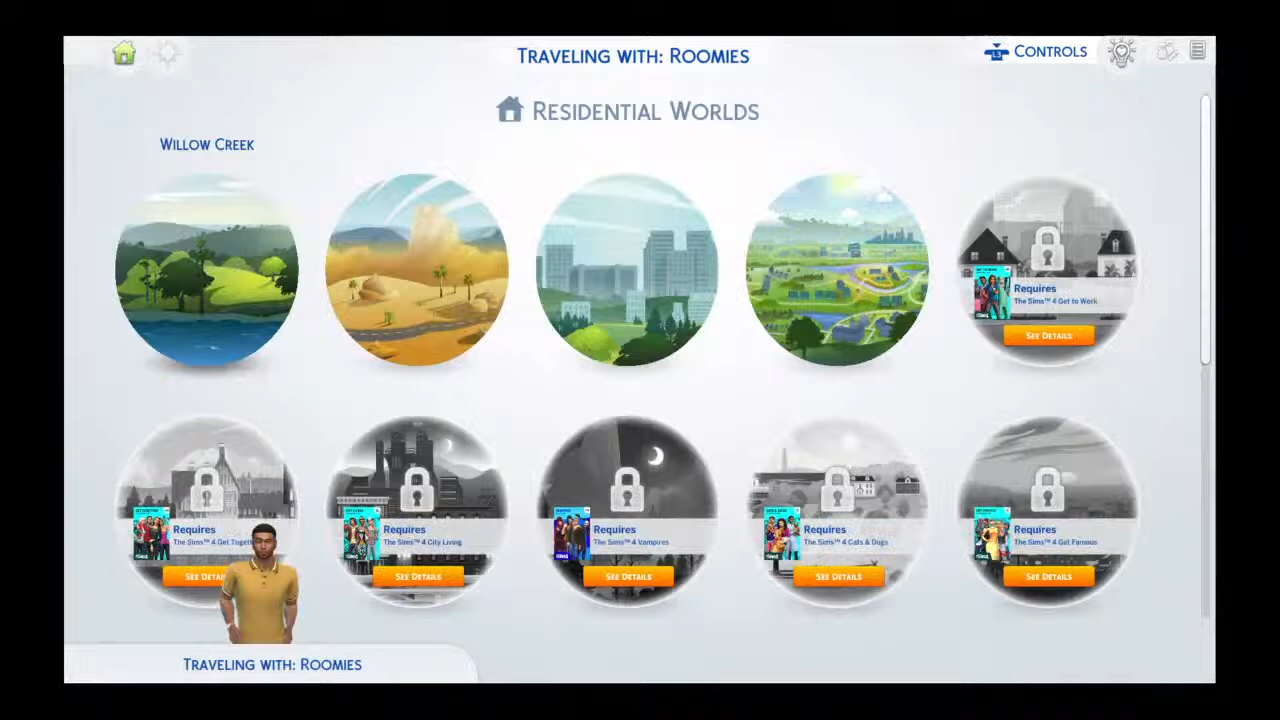 TRAVELING WITH: ROOMIES
CONTROLS
RESIDENTIAL WORLDS
WILLOW CREEK
Requires
The Sims™ 4 Get to Work
SEE DETAILS
Requires
The Sims™ 4 Get Togeth
SEE DETAI
Requires
The Sims™ 4 City Living
SEE DETAILS
Requires
The Sims™ 4 Vampires
SEE DETAILS
Requires
The Sims™ 4 Cats & Dogs
SEE DETAILS
Requires
The Sims™ 4 Get Famous
SEE DETAILS
TRAVELING WITH: ROOMIES